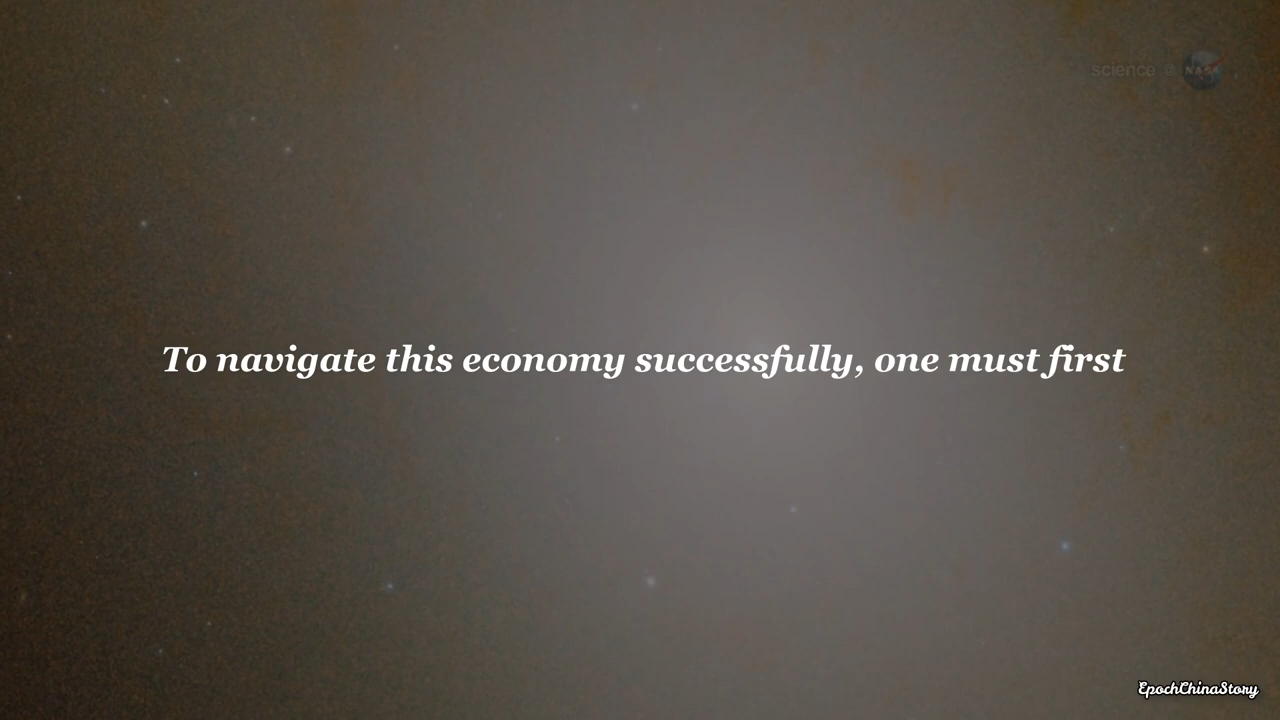 science @ NASA
To navigate this economy successfully, one must first
EpochChinaStory